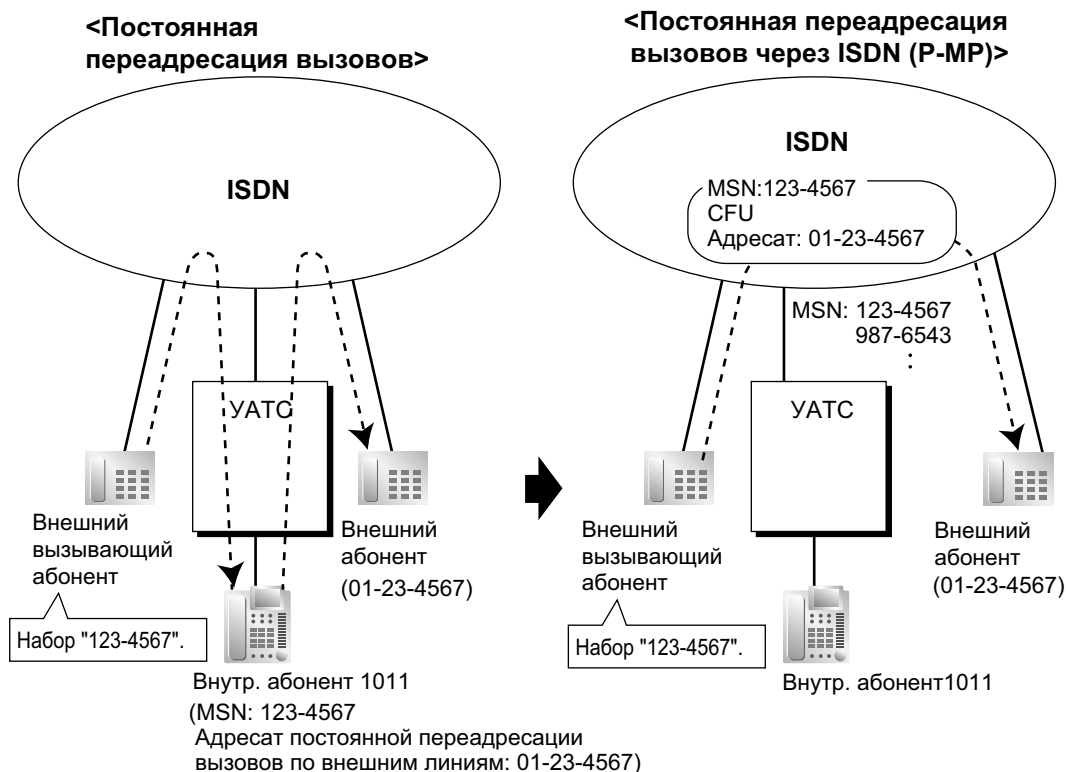 <Постоянная
переадресация вызовов>
ISDN
УАТС
Внешний
вызывающий
абонент
Набор "123-4567".
Внешний
абонент
(01-23-4567)
Внутр. абонент 1011
(MSN: 123-4567
Адресат постоянной переадресации
вызовов по внешним линиям: 01-23-4567)
<Постоянная переадресация
вызовов через ISDN (P-MP)>
ISDN
MSN:123-4567
CFU
Адресат: 01-23-4567
MSN: 123-4567
987-6543
:
УАТС
Внешний
вызывающий
абонент
Набор "123-4567".
Внешний
абонент
(01-23-4567)
Внутр. абонент1011